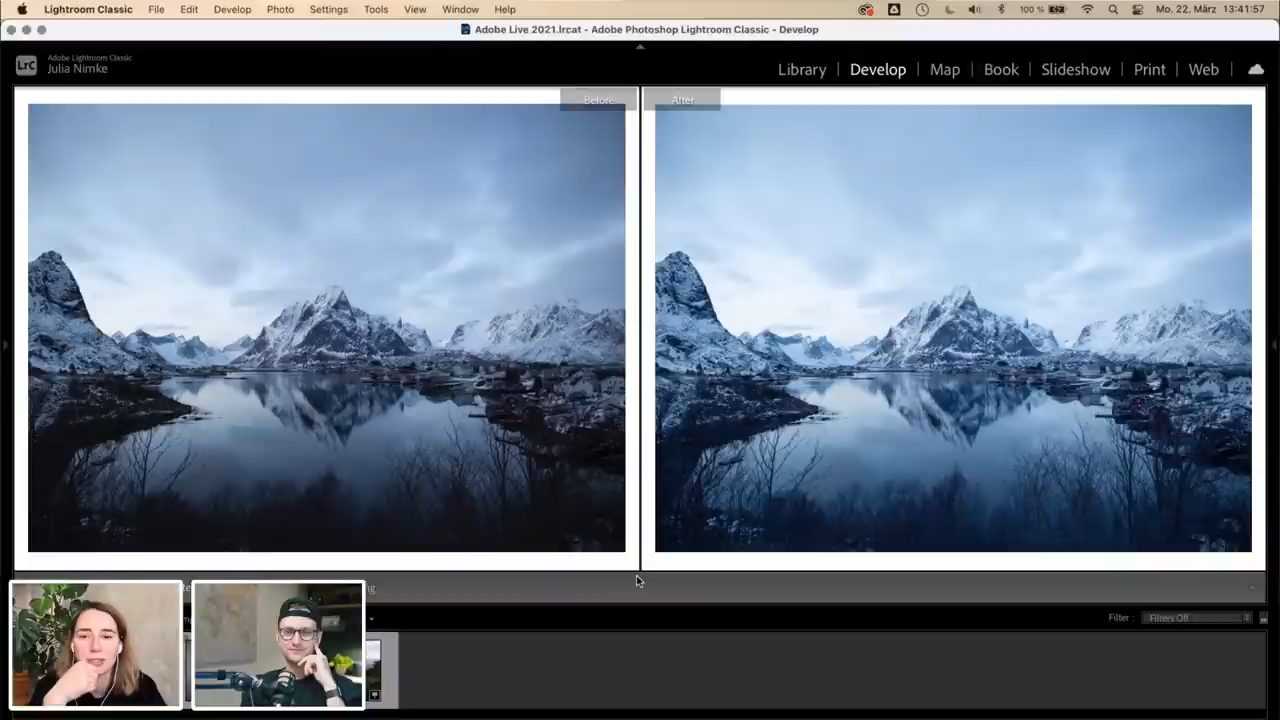 Lightroom Classic File Edit Develop Photo Settings Tools View Window Help 100 % Mo. 22. März 13:41:57
Adobe Live 2021.lrcat - Adobe Photoshop Lightroom Classic - Develop
LrC
Adobe Lightroom Classic
Julia Nimke
Library | Develop | Map | Book | Slideshow | Print | Web
Before
After
Filter : Filters Off